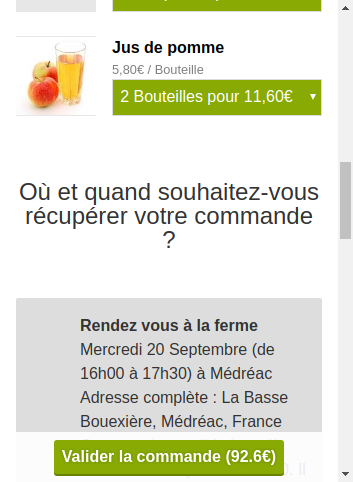 Jus de pomme
5,80€ / Bouteille
2 Bouteilles pour 11,60€
Où et quand souhaitez-vous
récupérer votre commande
?
Rendez vous à la ferme
Mercredi 20 Septembre (de
16h00 à 17h30) à Médréac
Adresse complète : La Basse
Bouexière, Médréac, France
Valider la commande (92.6€)